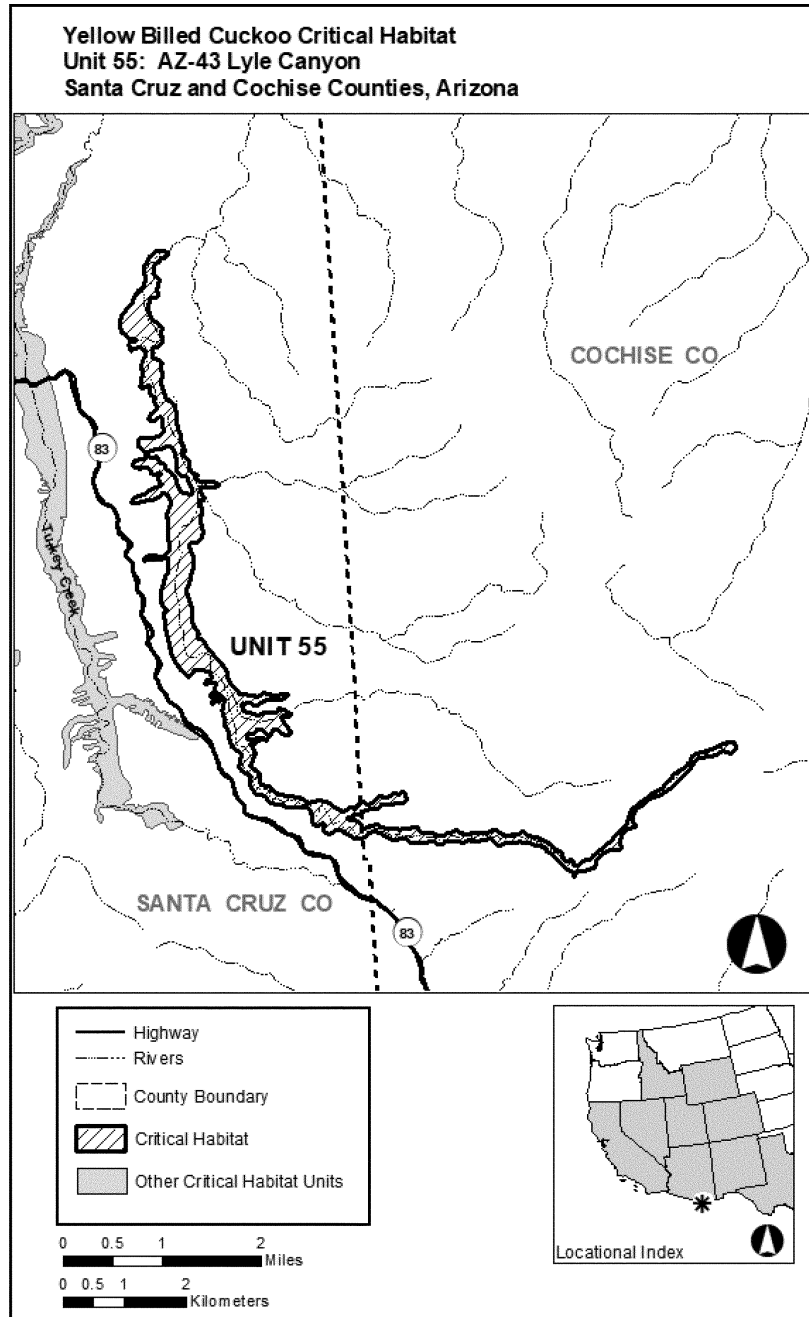 Yellow Billed Cuckoo Critical Habitat
Unit 55: AZ-43 Lyle Canyon
Santa Cruz and Cochise Counties, Arizona
COCHISE CO
83
Turkey Creek
UNIT 55
SANTA CRUZ CO
83
Highway
Rivers
County Boundary
Critical Habitat
Other Critical Habitat Units
0 0.5 1 2
Miles
0 0.5 1 2
Kilometers
Locational Index